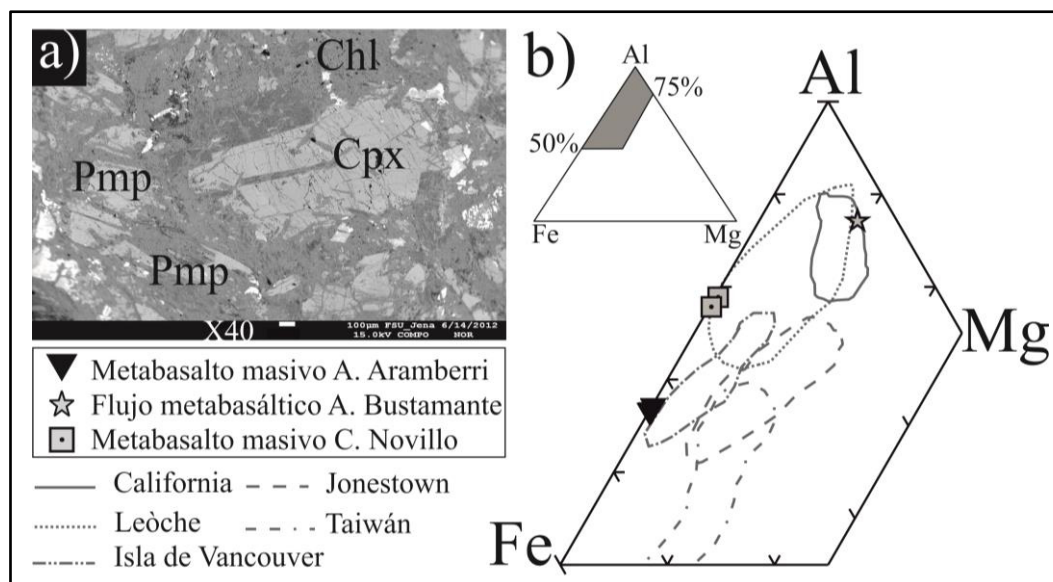 a)
Chl
Cpx
Pmp
Pmp
X40
100µm FSU_Jena 6/14/2012
15.0kV COMPO NOR
Metabasalto masivo A. Aramberri
Flujo metabasáltico A. Bustamante
Metabasalto masivo C. Novillo
California
Jonestown
Leòche
Taiwán
Isla de Vancouver
b)
Al
75%
50%
Fe
Mg
Al
Mg
Fe